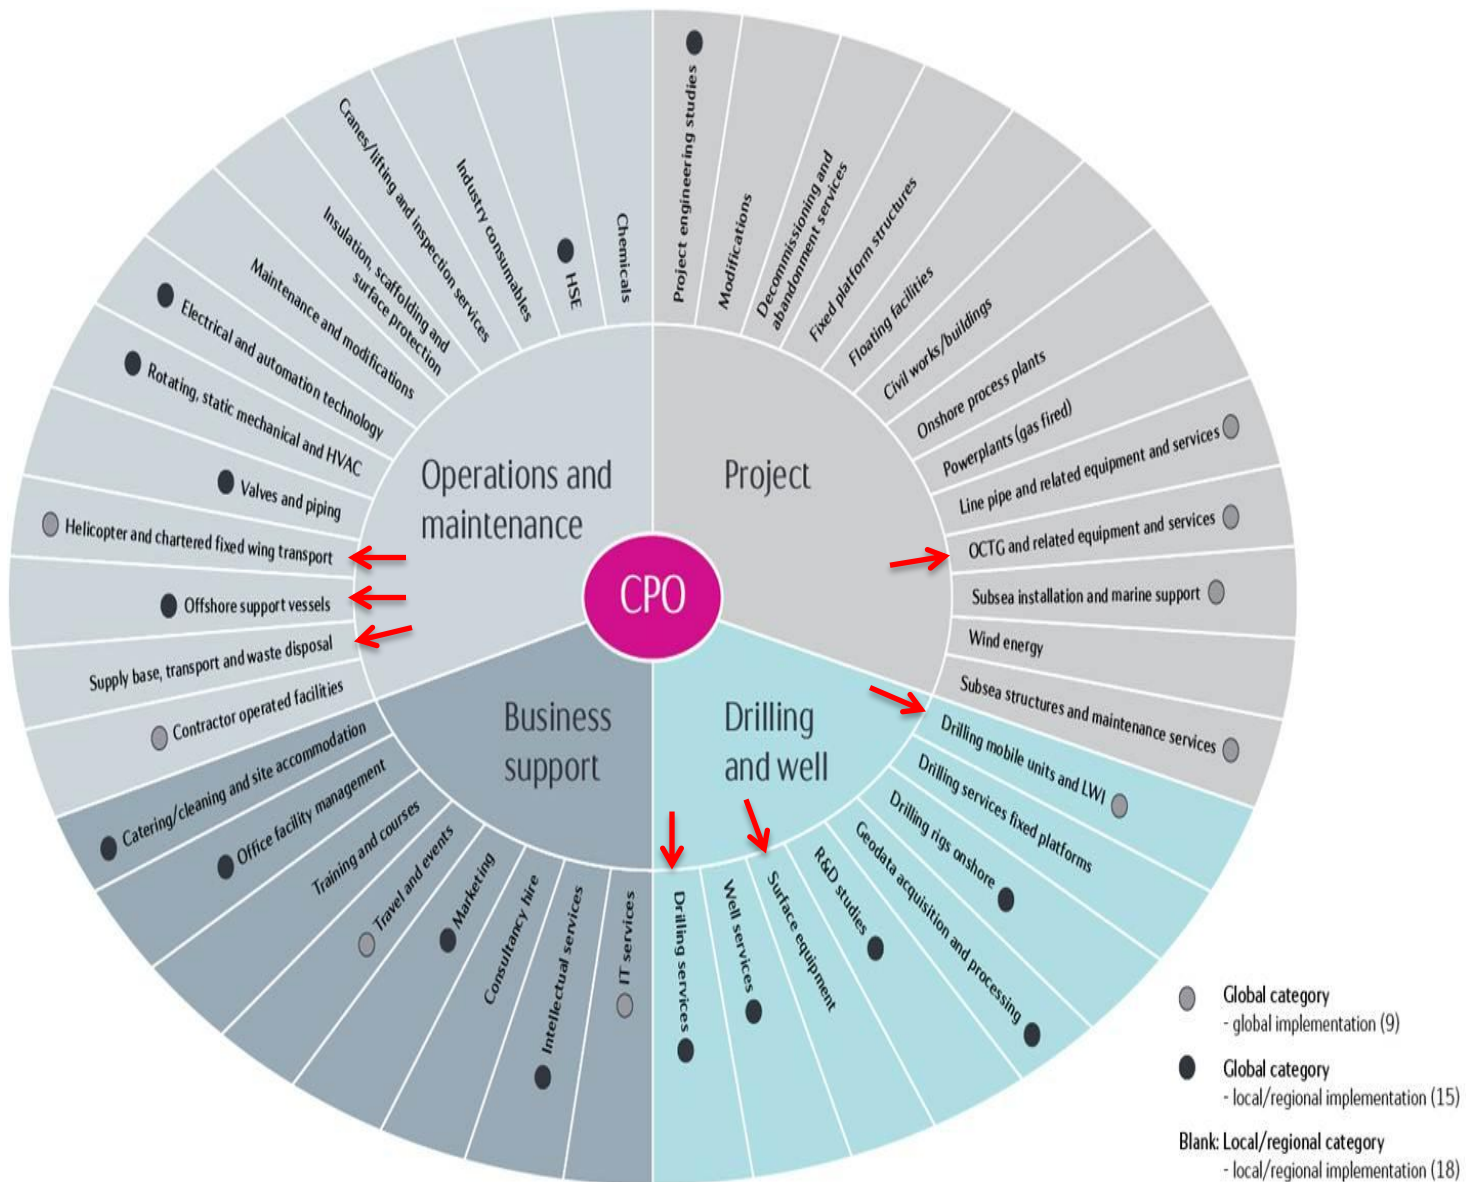 Project engineering studies
Modifications
Decommissioning and
abandonment services
Fixed platform structures
Floating facilities
Civil works/buildings
Onshore process plants
Powerplants (gas fired)
Line pipe and related equipment and services
OCTG and related equipment and services
Subsea installation and marine support
Wind energy
Subsea structures and maintenance services
Drilling mobile units and LWI
Drilling services fixed platforms
Drilling rigs onshore
Geodata acquisition and processing
R&D studies
Surface equipment
Well services
Drilling services
IT services
Intellectual services
Consultancy hire
Marketing
Travel and events
Training and courses
Office facility management
Catering/cleaning and site accommodation
Contractor operated facilities
Supply base, transport and waste disposal
Offshore support vessels
Helicopter and chartered fixed wing transport
Valves and piping
Rotating, static mechanical and HVAC
Electrical and automation technology
Maintenance and modifications
Insulation, scaffolding and
surface protection
Cranes/lifting and inspection services
Industry consumables
HSE
Chemicals
Operations and
maintenance
Project
CPO
Business
support
Drilling
and well
Global category
- global implementation (9)
Global category
- local/regional implementation (15)
Blank: Local/regional category
- local/regional implementation (18)